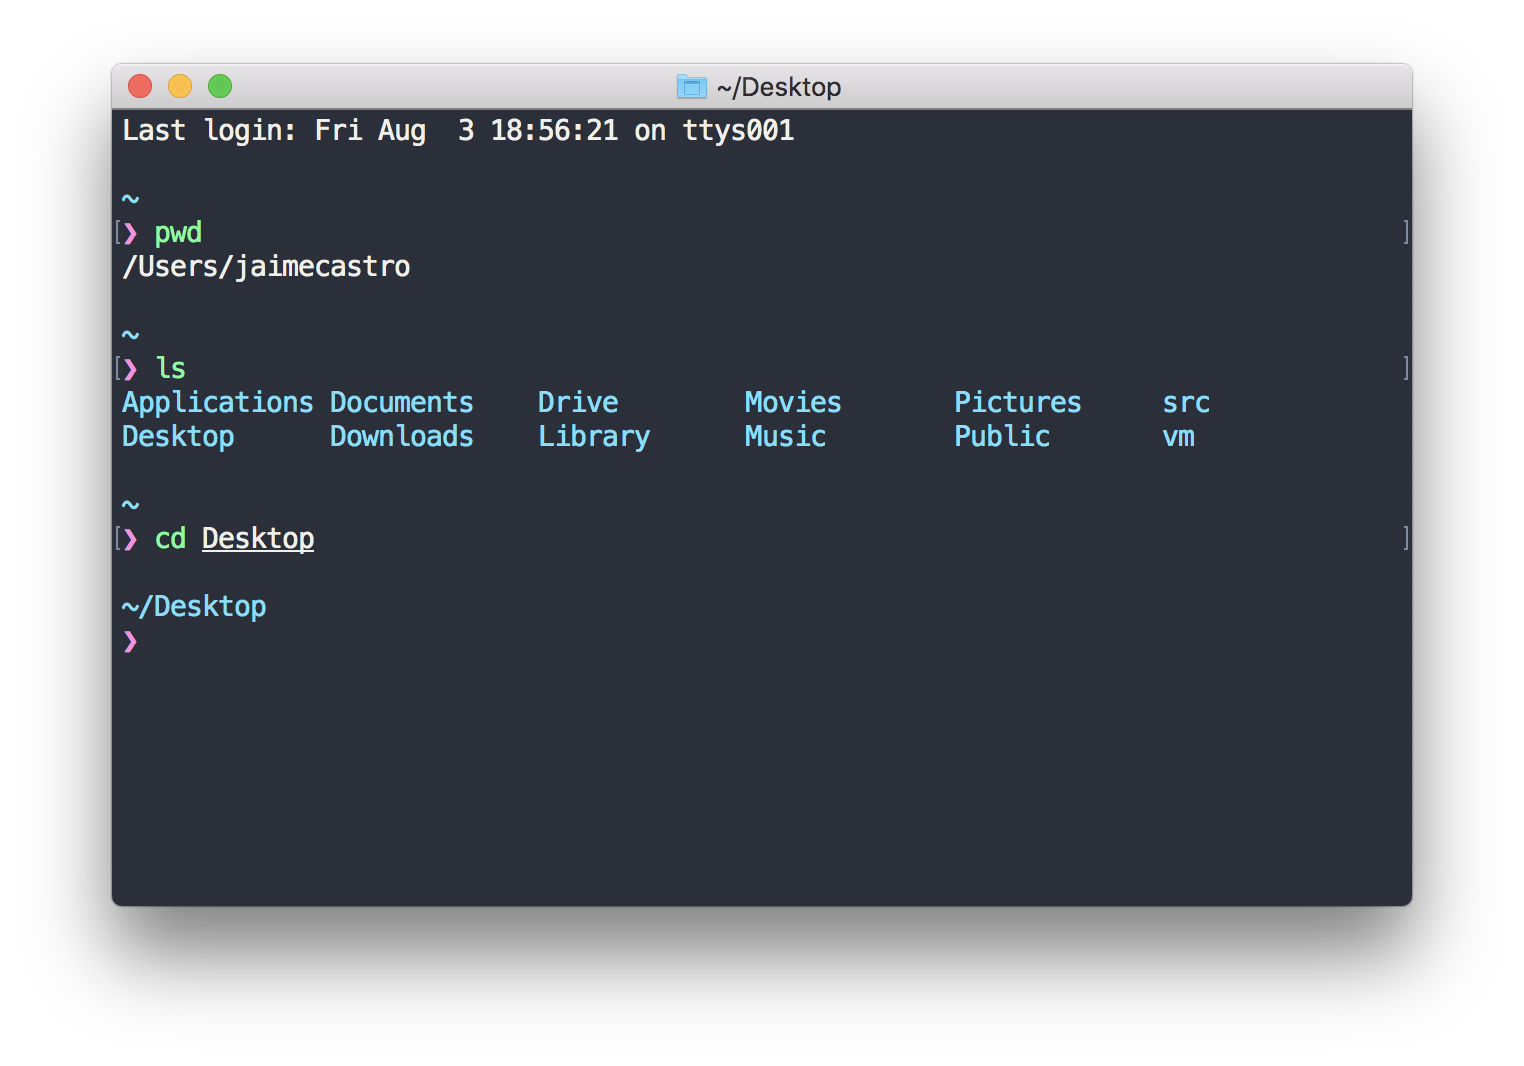 ~/Desktop
Last login: Fri Aug  3 18:56:21 on ttys001
~
[❯ pwd ]
/Users/jaimecastro
~
[❯ ls ]
Applications Documents    Drive        Movies       Pictures     src
Desktop      Downloads    Library      Music        Public       vm
~
[❯ cd Desktop ]
~/Desktop
❯